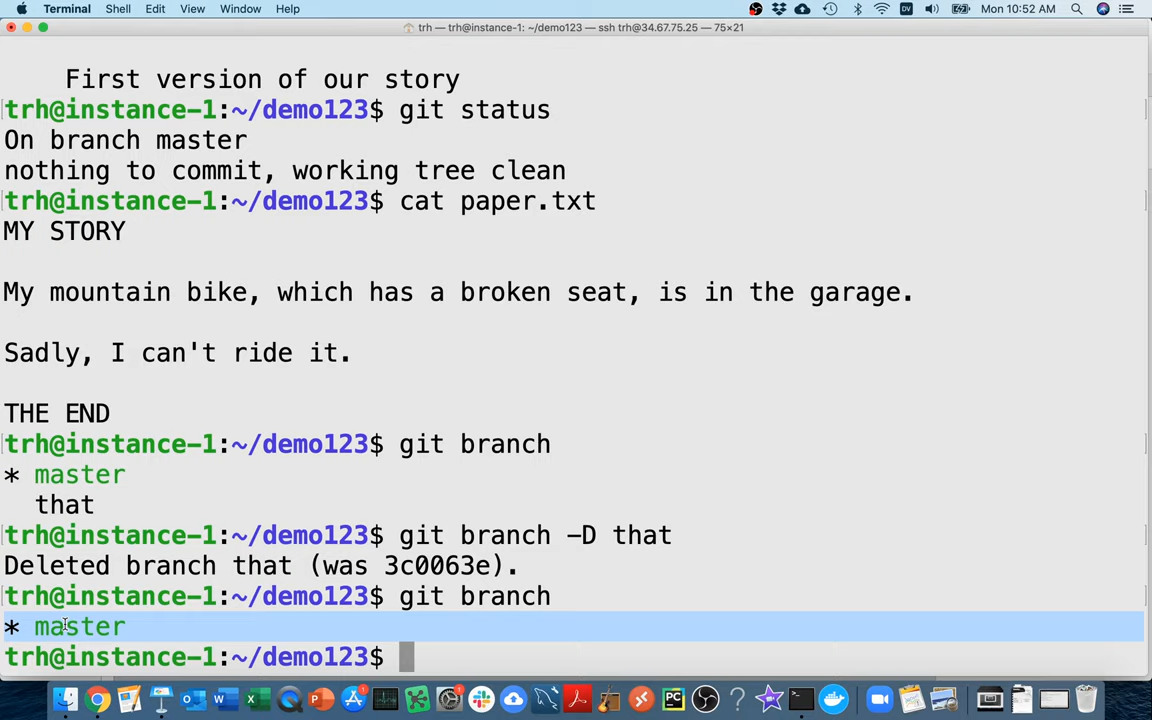 Terminal Shell Edit View Window Help DV Mon 10:52 AM
trh — trh@instance-1: ~/demo123 — ssh trh@34.67.75.25 — 75×21
First version of our story
trh@instance-1:~/demo123$ git status
On branch master
nothing to commit, working tree clean
trh@instance-1:~/demo123$ cat paper.txt
MY STORY
My mountain bike, which has a broken seat, is in the garage.
Sadly, I can't ride it.
THE END
trh@instance-1:~/demo123$ git branch
* master
that
trh@instance-1:~/demo123$ git branch -D that
Deleted branch that (was 3c0063e).
trh@instance-1:~/demo123$ git branch
* master
trh@instance-1:~/demo123$